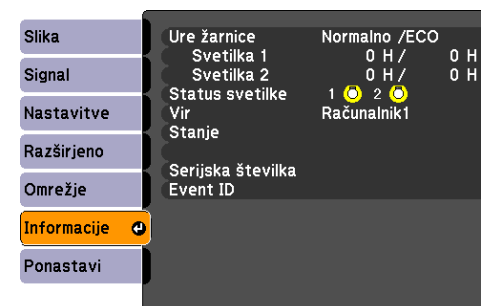 Slika
Signal
Nastavitve
Razširjeno
Omrežje
Informacije
Ponastavi
Ure žarnice Normalno /ECO
Svetilka 1 0 H / 0 H
Svetilka 2 0 H / 0 H
Status svetilke 1 2
Vir Računalnik1
Stanje
Serijska številka
Event ID